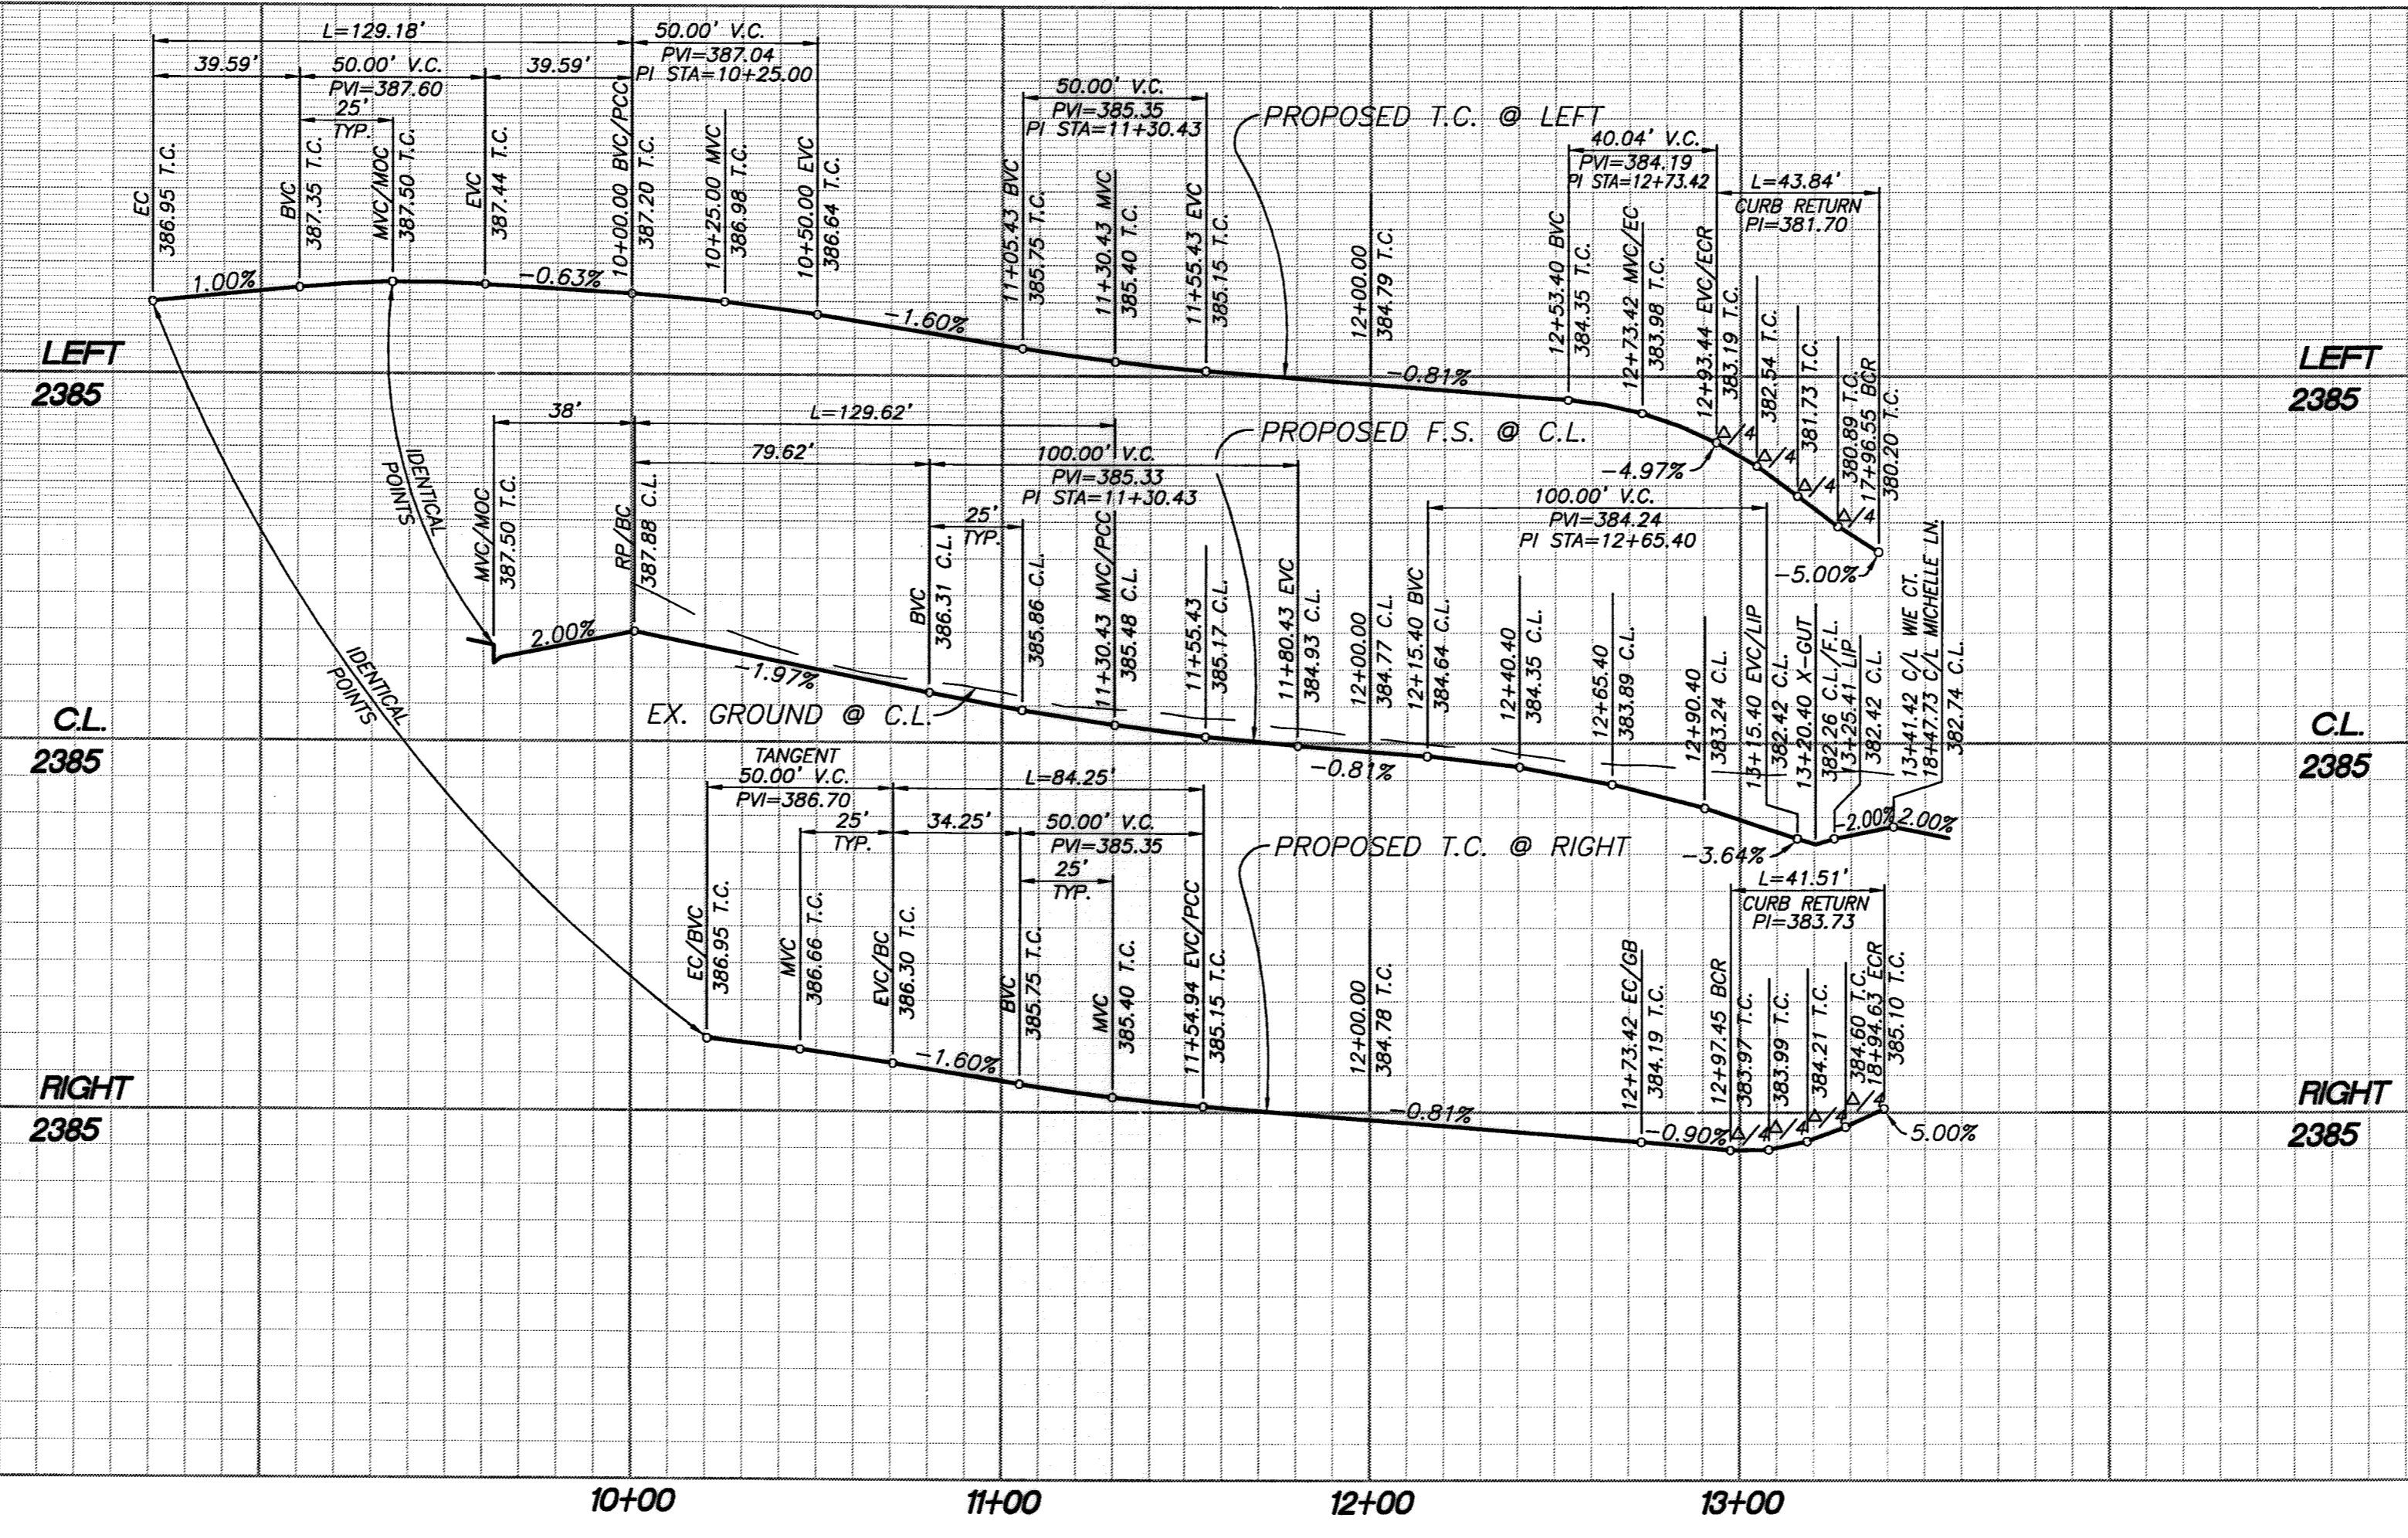 L=129.18'
50.00' V.C.
PVI=387.04
PI STA=10+25.00
39.59'
50.00' V.C.
PVI=387.60
25'
TYP.
39.59'
EC
386.95 T.C.
BVC
387.35 T.C.
MVC/MOC
387.50 T.C.
EVC
387.44 T.C.
10+00.00 BVC/PCC
387.20 T.C.
10+25.00 MVC
386.98 T.C.
10+50.00 EVC
386.64 T.C.
50.00' V.C.
PVI=385.35
PI STA=11+30.43
11+05.43 BVC
385.75 T.C.
11+30.43 MVC
385.40 T.C.
11+55.43 EVC
385.15 T.C.
PROPOSED T.C. @ LEFT
12+00.00
384.79 T.C.
40.04' V.C.
PVI=384.19
PI STA=12+73.42
L=43.84'
CURB RETURN
PI=381.70
12+53.40 BVC
384.35 T.C.
12+73.42 MVC/EC
383.98 T.C.
12+93.44 EVC/ECR
383.19 T.C.
382.54 T.C.
381.73 T.C.
380.89 T.C.
17+96.55 BCR
380.20 T.C.
1.00%
-0.63%
-1.60%
-0.81%
-4.97%
Δ/4
Δ/4
Δ/4
Δ/4
-5.00%
LEFT
2385
LEFT
2385
38'
L=129.62'
79.62'
100.00' V.C.
PVI=385.33
PI STA=11+30.43
25'
TYP.
PROPOSED F.S. @ C.L.
100.00' V.C.
PVI=384.24
PI STA=12+65.40
IDENTICAL
POINTS
MVC/MOC
387.50 T.C.
RP/BC
387.88 C.L.
BVC
386.31 C.L.
385.86 C.L.
11+30.43 MVC/PCC
385.48 C.L.
11+55.43
385.17 C.L.
11+80.43 EVC
384.93 C.L.
12+00.00
384.77 C.L.
12+15.40 BVC
384.64 C.L.
12+40.40
384.35 C.L.
12+65.40
383.89 C.L.
12+90.40
383.24 C.L.
13+15.40 EVC/LIP
382.42 C.L.
13+20.40 X-GUT
382.26 C.L./F.L.
13+25.41 LIP
382.42 C.L.
13+41.42 C/L WIE CT.
18+47.73 C/L MICHELLE LN.
382.74 C.L.
2.00%
-1.97%
EX. GROUND @ C.L.
-0.81%
-3.64%
-2.00%
2.00%
C.L.
2385
C.L.
2385
IDENTICAL
POINTS
TANGENT
50.00' V.C.
PVI=386.70
L=84.25'
25'
TYP.
34.25'
50.00' V.C.
PVI=385.35
25'
TYP.
EC/BVC
386.95 T.C.
MVC
386.66 T.C.
EVC/BC
386.30 T.C.
BVC
385.75 T.C.
MVC
385.40 T.C.
11+54.94 EVC/PCC
385.15 T.C.
PROPOSED T.C. @ RIGHT
12+00.00
384.78 T.C.
12+73.42 EC/GB
384.19 T.C.
L=41.51'
CURB RETURN
PI=383.73
12+97.45 BCR
383.97 T.C.
383.99 T.C.
384.21 T.C.
384.60 T.C.
18+94.63 ECR
385.10 T.C.
-1.60%
-0.81%
-0.90%
Δ/4
Δ/4
Δ/4
Δ/4
5.00%
RIGHT
2385
RIGHT
2385
10+00
11+00
12+00
13+00